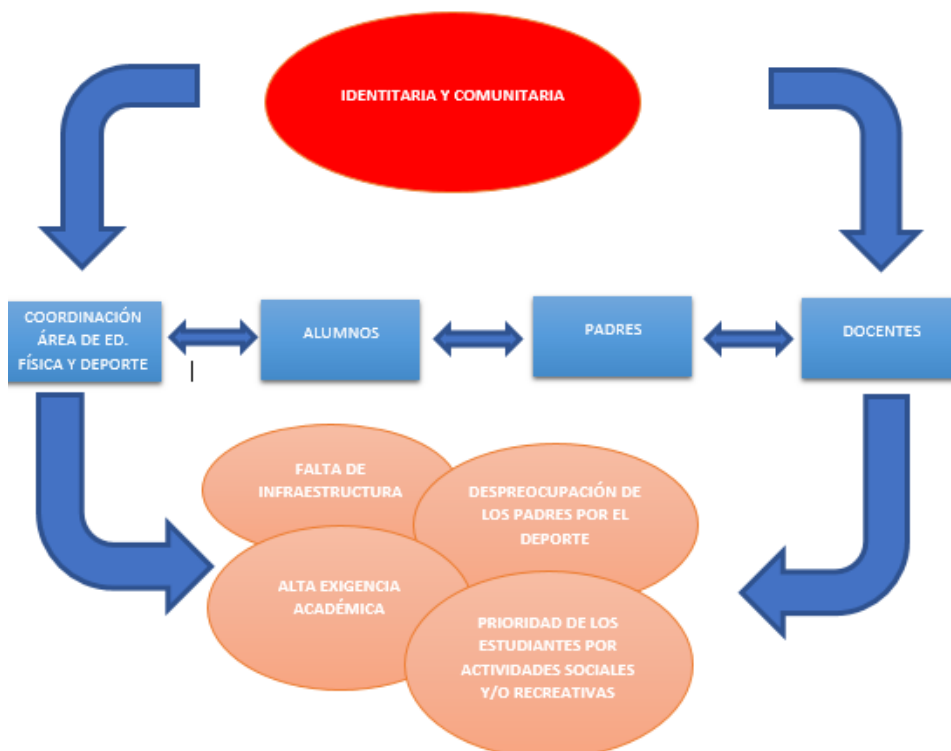 IDENTITARIA Y COMUNITARIA
COORDINACIÓN
ÁREA DE ED.
FÍSICA Y DEPORTE
ALUMNOS
PADRES
DOCENTES
FALTA DE
INFRAESTRUCTURA
DESPREOCUPACIÓN DE
LOS PADRES POR EL
DEPORTE
ALTA EXIGENCIA
ACADÉMICA
PRIORIDAD DE LOS
ESTUDIANTES POR
ACTIVIDADES SOCIALES
Y/O RECREATIVAS